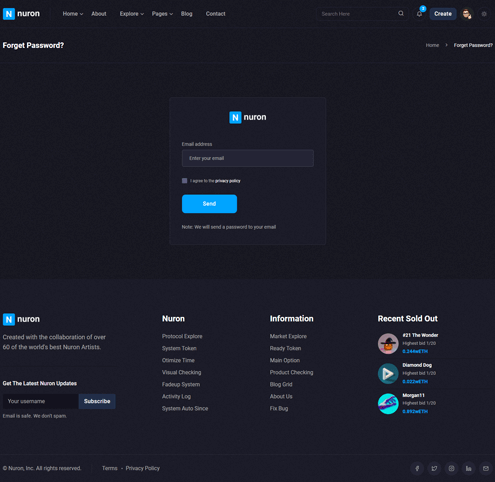 nuron
Home About Explore Pages Blog Contact
Search Here
Create
Forget Password?
Home Forget Password?
nuron
Email address
Enter your email
I agree to the privacy policy
Send
Note: We will send a password to your email
nuron
Created with the collaboration of over
60 of the world's best Nuron Artists.
Get The Latest Nuron Updates
Your username
Subscribe
Email is safe. We don't spam.
Nuron
Protocol Explore
System Token
Otimize Time
Visual Checking
Fadeup System
Activity Log
System Auto Since
Information
Market Explore
Ready Token
Main Option
Product Checking
Blog Grid
About Us
Fix Bug
Recent Sold Out
#21 The Wonder
Highest bid 1/20
0.244wETH
Diamond Dog
Highest bid 1/20
0.022wETH
Morgan11
Highest bid 1/20
0.892wETH
© Nuron, Inc. All rights reserved.
Terms - Privacy Policy